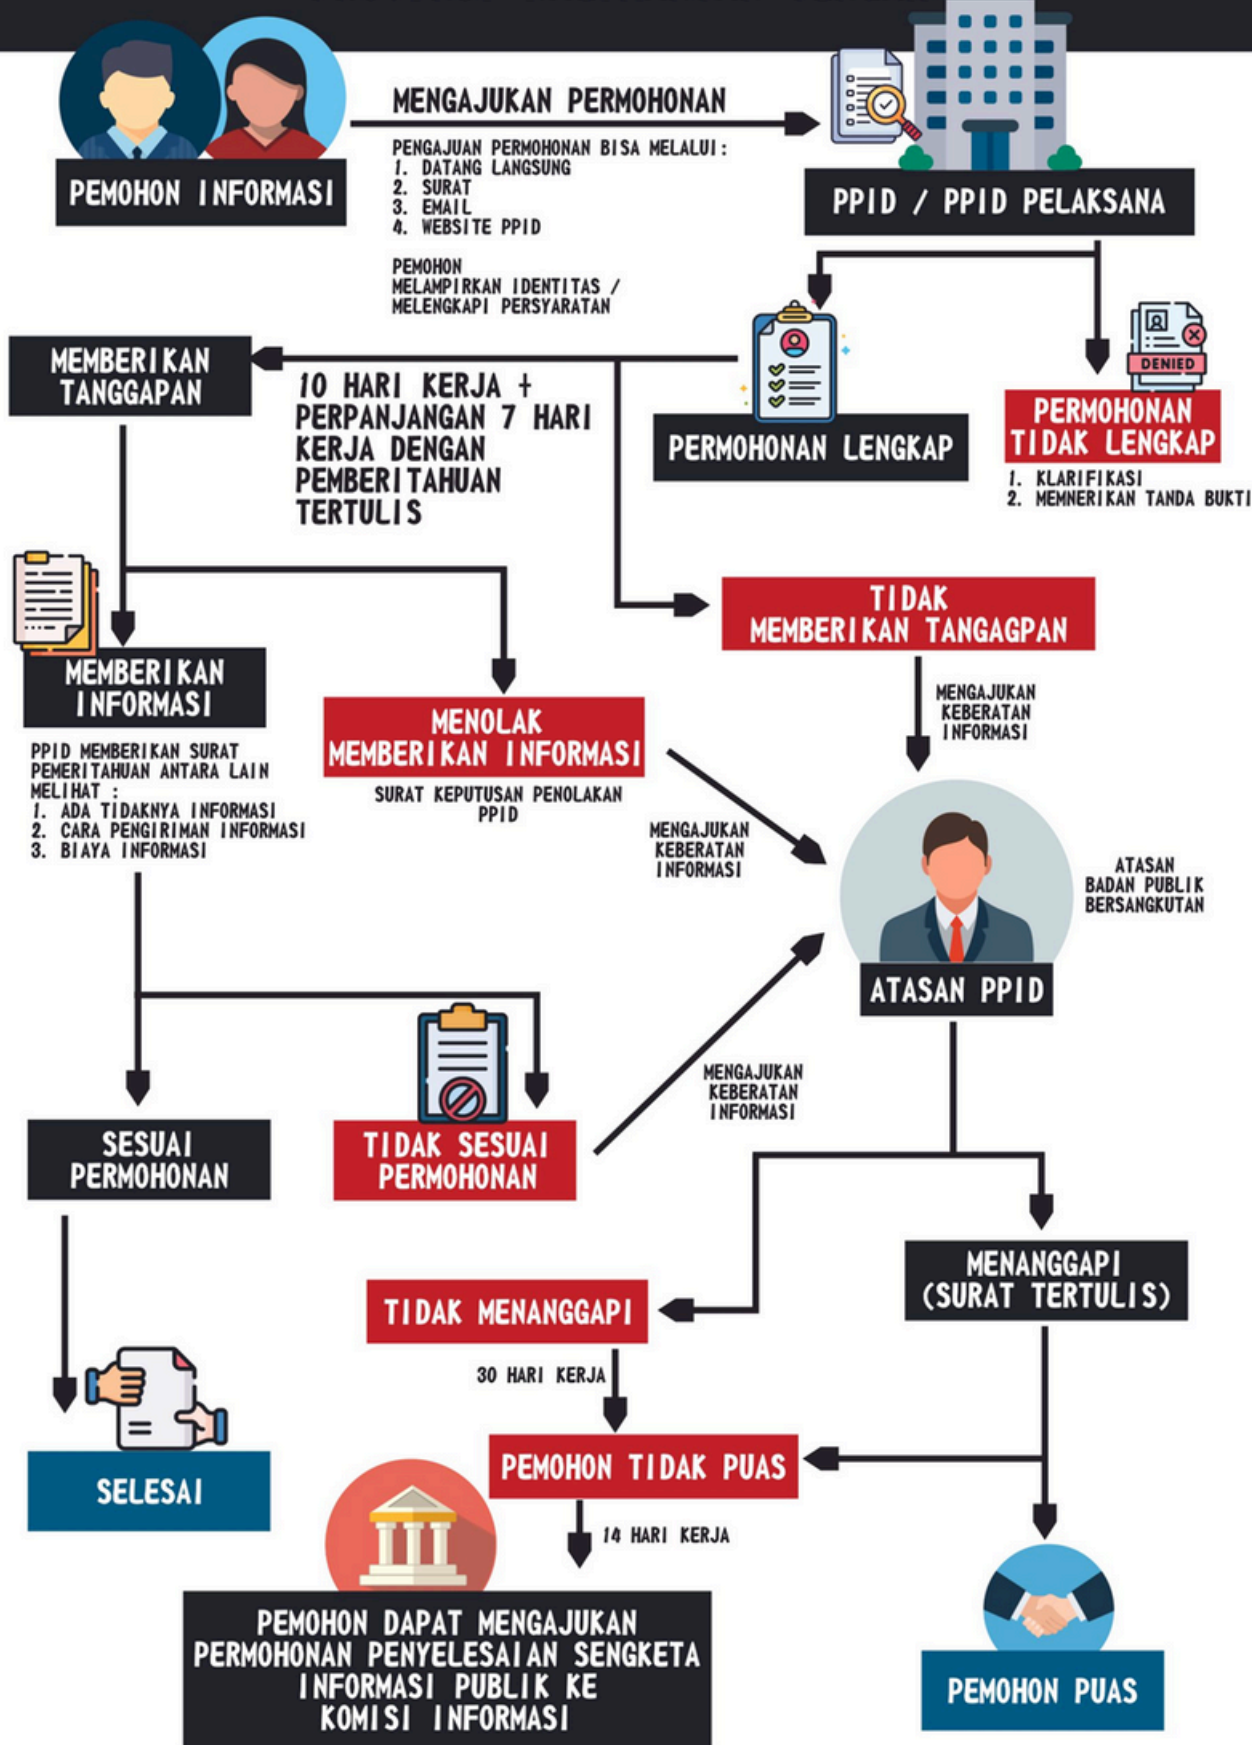 MENGAJUKAN PERMOHONAN
PENGAJUAN PERMOHONAN BISA MELALUI :
1. DATANG LANGSUNG
2. SURAT
3. EMAIL
4. WEBSITE PPID
PEMOHON
MELAMPIRKAN IDENTITAS /
MELENGKAPI PERSYARATAN
PEMOHON INFORMASI
PPID / PPID PELAKSANA
MEMBERIKAN
TANGGAPAN
10 HARI KERJA +
PERPANJANGAN 7 HARI
KERJA DENGAN
PEMBERITAHUAN
TERTULIS
PERMOHONAN LENGKAP
DENIED
PERMOHONAN
TIDAK LENGKAP
1. KLARIFIKASI
2. MEMNERIKAN TANDA BUKTI
TIDAK
MEMBERIKAN TANGAGPAN
MENGAJUKAN
KEBERATAN
INFORMASI
MEMBERIKAN
INFORMASI
PPID MEMBERIKAN SURAT
PEMERITAHUAN ANTARA LAIN
MELIHAT :
1. ADA TIDAKNYA INFORMASI
2. CARA PENGIRIMAN INFORMASI
3. BIAYA INFORMASI
MENOLAK
MEMBERIKAN INFORMASI
SURAT KEPUTUSAN PENOLAKAN
PPID
MENGAJUKAN
KEBERATAN
INFORMASI
ATASAN
BADAN PUBLIK
BERSANGKUTAN
ATASAN PPID
MENGAJUKAN
KEBERATAN
INFORMASI
SESUAI
PERMOHONAN
TIDAK SESUAI
PERMOHONAN
MENANGGAPI
(SURAT TERTULIS)
TIDAK MENANGGAPI
30 HARI KERJA
PEMOHON TIDAK PUAS
SELESAI
14 HARI KERJA
PEMOHON DAPAT MENGAJUKAN
PERMOHONAN PENYELESAIAN SENGKETA
INFORMASI PUBLIK KE
KOMISI INFORMASI
PEMOHON PUAS